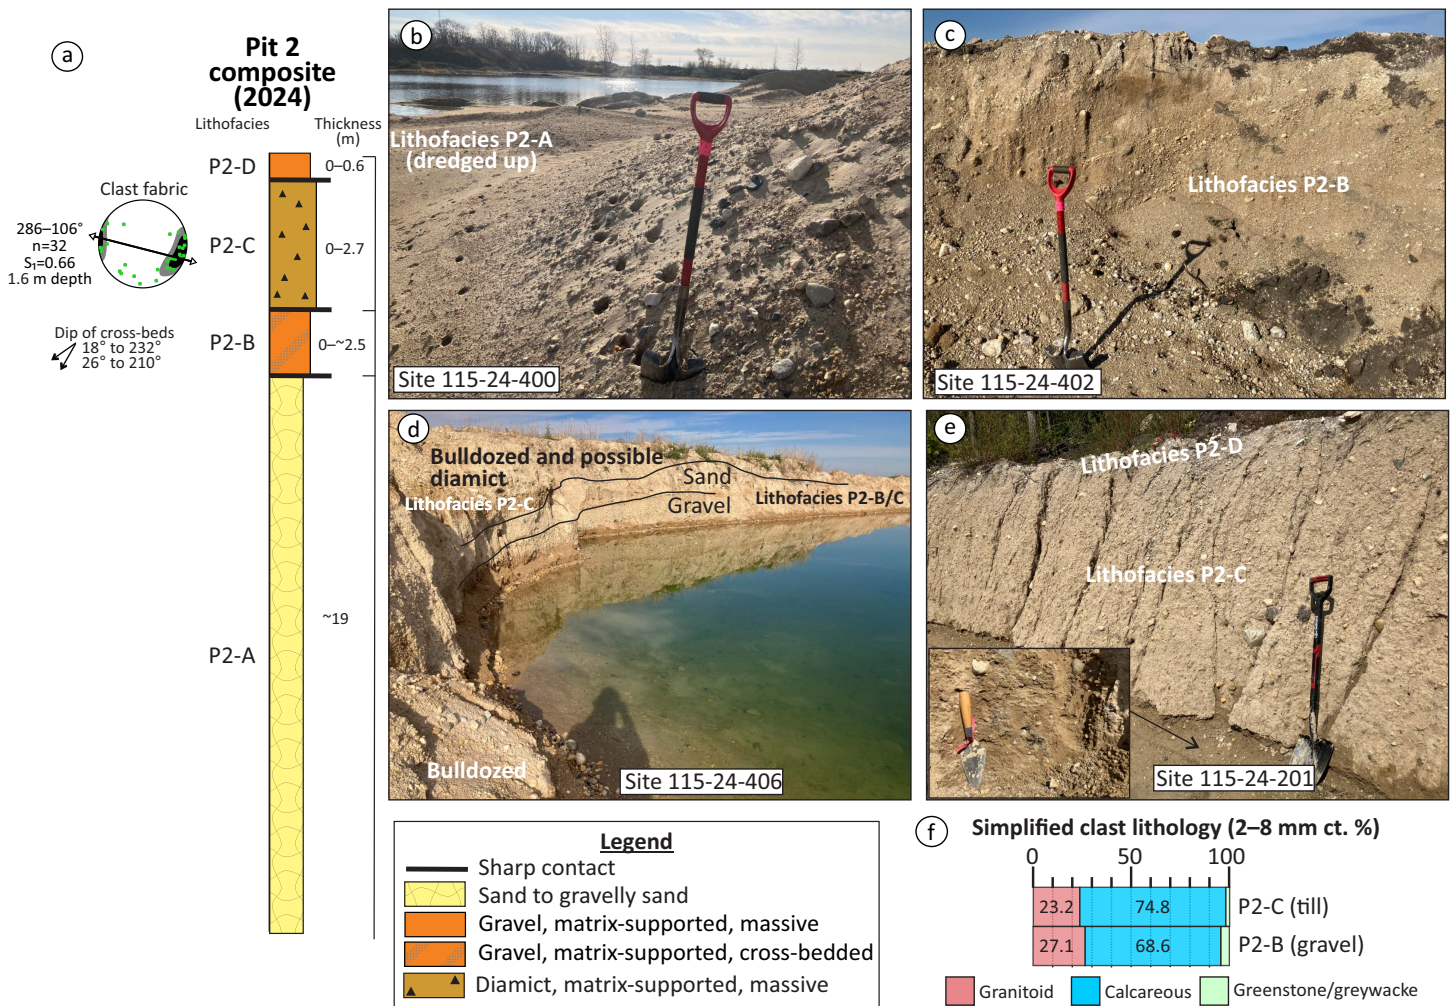 a
Pit 2
composite
(2024)
Lithofacies
Thickness
(m)
P2-D
0–0.6
Clast fabric
286–106°
n=32
S₁=0.66
1.6 m depth
P2-C
0–2.7
Dip of cross-beds
18° to 232°
26° to 210°
P2-B
0–~2.5
P2-A
~19
b
Lithofacies P2-A
(dredged up)
Site 115-24-400
c
Lithofacies P2-B
Site 115-24-402
d
Bulldozed and possible
diamict
Lithofacies P2-C
Sand
Gravel
Lithofacies P2-B/C
Bulldozed
Site 115-24-406
e
Lithofacies P2-D
Lithofacies P2-C
Site 115-24-201
Legend
Sharp contact
Sand to gravelly sand
Gravel, matrix-supported, massive
Gravel, matrix-supported, cross-bedded
Diamict, matrix-supported, massive
f
Simplified clast lithology (2–8 mm ct. %)
0 50 100
23.2 74.8 P2-C (till)
27.1 68.6 P2-B (gravel)
Granitoid Calcareous Greenstone/greywacke